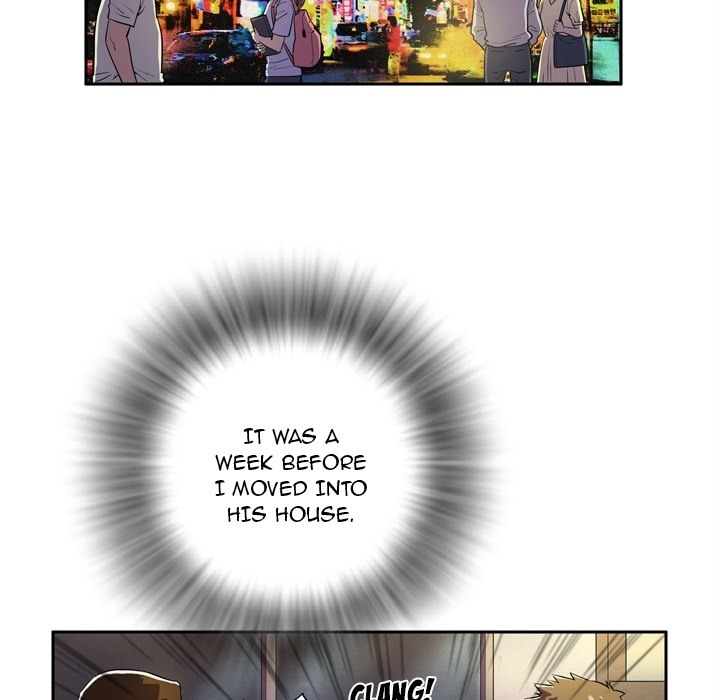 IT WAS A
WEEK BEFORE
I MOVED INTO
HIS HOUSE.
CLANG!